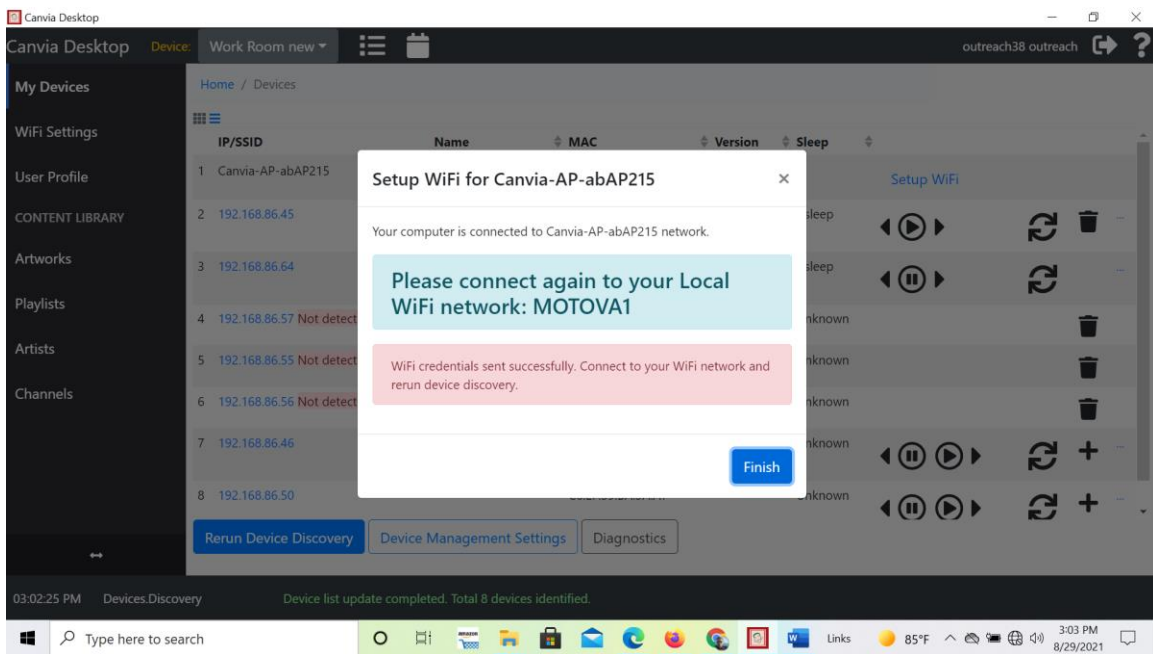 Canvia Desktop
Canvia Desktop Device: Work Room new outreach38 outreach
My Devices
WiFi Settings
User Profile
CONTENT LIBRARY
Artworks
Playlists
Artists
Channels
Home / Devices
IP/SSID Name MAC Version Sleep
1 Canvia-AP-abAP215 Setup WiFi
2 192.168.86.45 sleep ...
3 192.168.86.64 sleep ...
4 192.168.86.57 Not detect nknown
5 192.168.86.55 Not detect nknown
6 192.168.86.56 Not detect nknown
7 192.168.86.46 nknown ...
8 192.168.86.50 nknown ...
Setup WiFi for Canvia-AP-abAP215
Your computer is connected to Canvia-AP-abAP215 network.
Please connect again to your Local
WiFi network: MOTOVA1
WiFi credentials sent successfully. Connect to your WiFi network and
rerun device discovery.
Finish
Rerun Device Discovery Device Management Settings Diagnostics
03:02:25 PM Devices.Discovery Device list update completed. Total 8 devices identified.
Type here to search Links 85°F 3:03 PM
8/29/2021